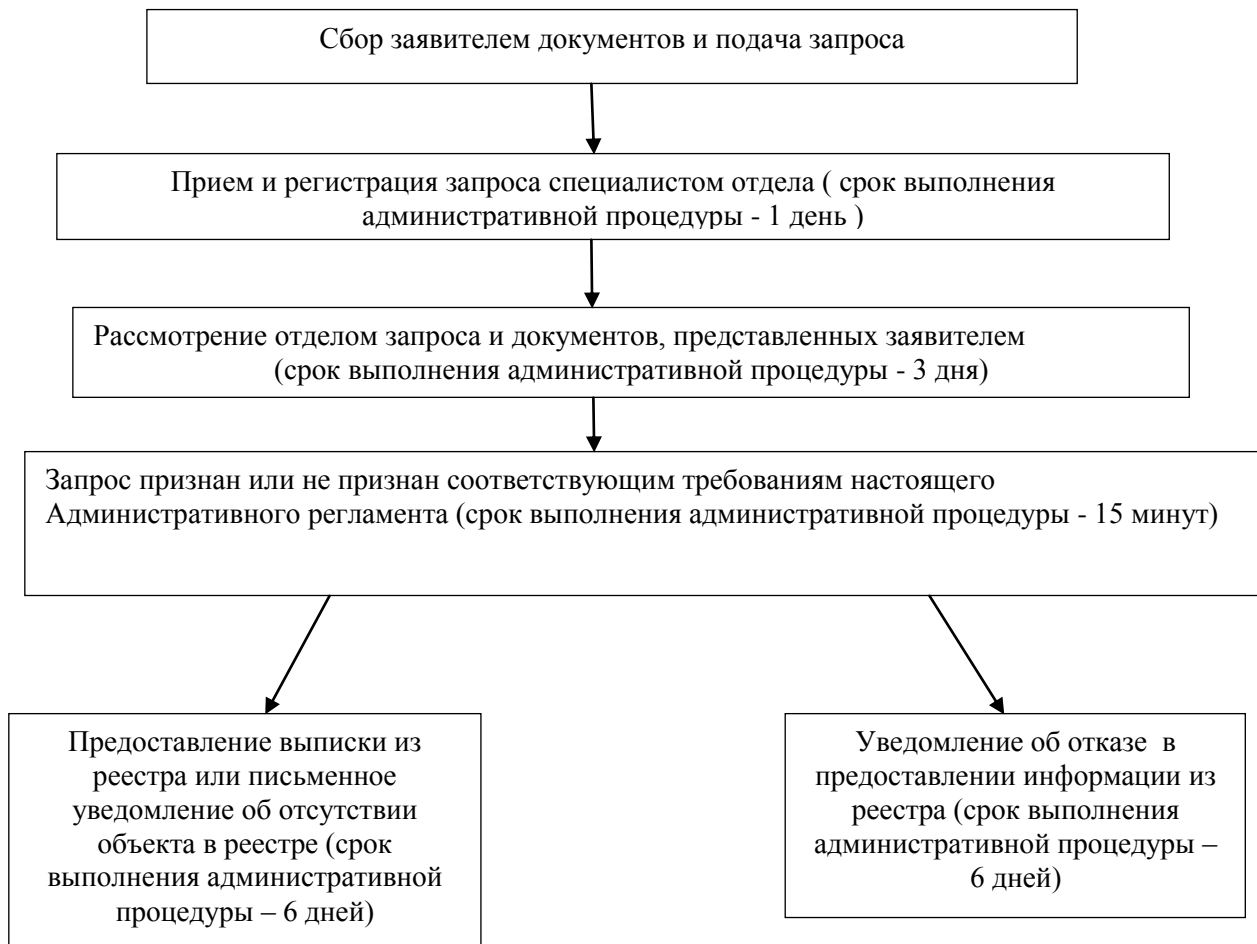 Сбор заявителем документов и подача запроса
Прием и регистрация запроса специалистом отдела ( срок выполнения
административной процедуры - 1 день )
Рассмотрение отделом запроса и документов, представленных заявителем
(срок выполнения административной процедуры - 3 дня)
Запрос признан или не признан соответствующим требованиям настоящего
Административного регламента (срок выполнения административной процедуры - 15 минут)
Предоставление выписки из
реестра или письменное
уведомление об отсутствии
объекта в реестре (срок
выполнения административной
процедуры – 6 дней)
Уведомление об отказе  в
предоставлении информации из
реестра (срок выполнения
административной процедуры –
6 дней)